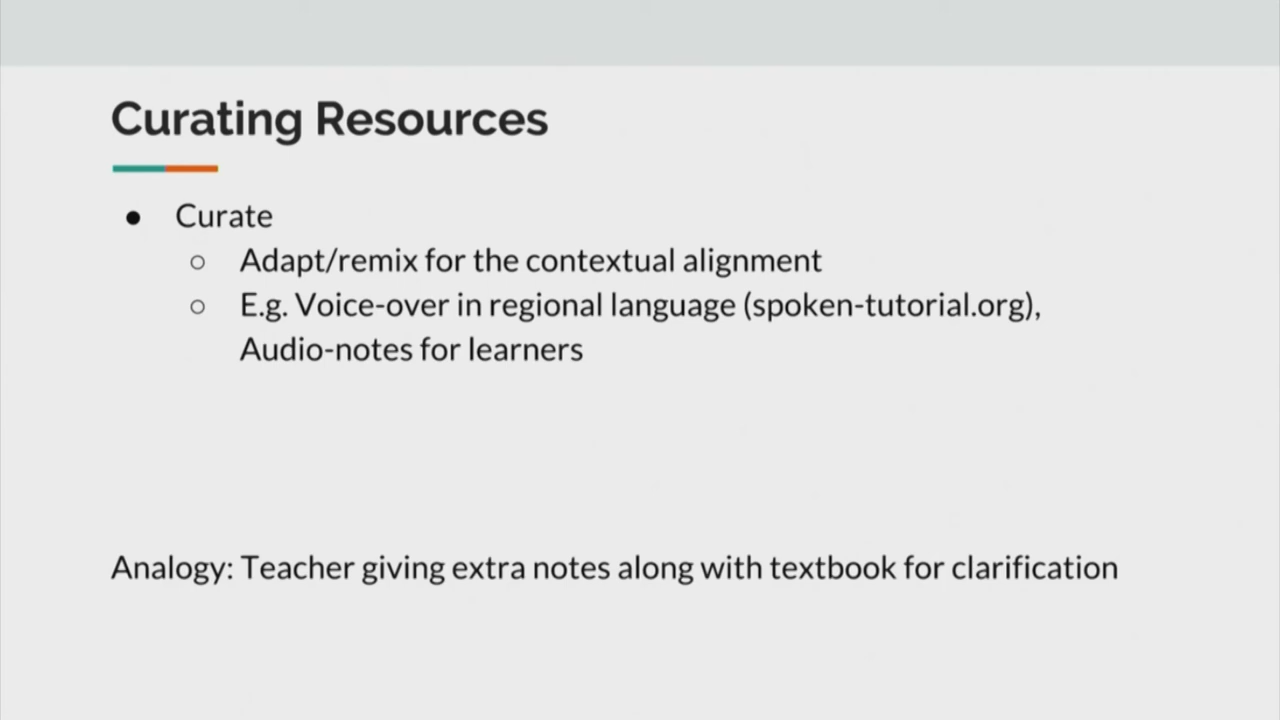 Curating Resources
● Curate
○ Adapt/remix for the contextual alignment
○ E.g. Voice-over in regional language (spoken-tutorial.org),
Audio-notes for learners
Analogy: Teacher giving extra notes along with textbook for clarification